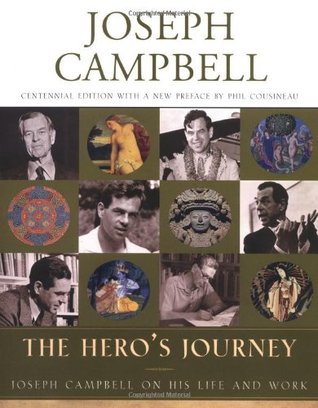 JOSEPH
CAMPBELL
CENTENNIAL EDITION WITH A NEW PREFACE BY PHIL COUSINEAU
THE HERO'S JOURNEY
JOSEPH CAMPBELL ON HIS LIFE AND WORK